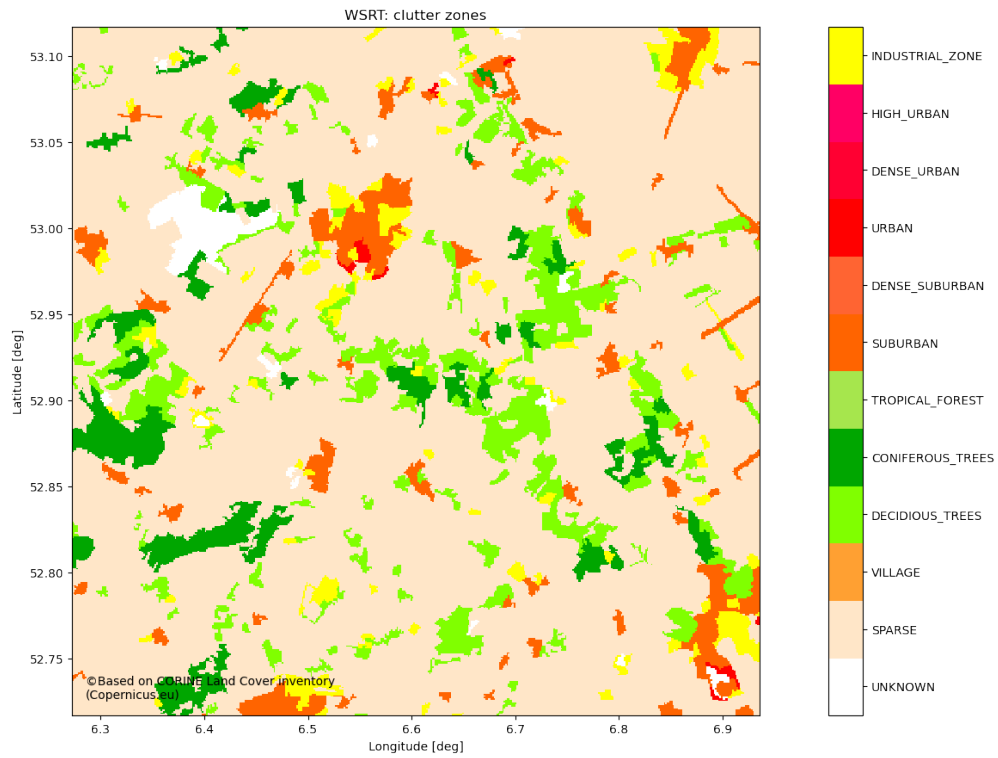 WSRT: clutter zones
53.10
53.05
53.00
52.95
52.90
52.85
52.80
52.75
Latitude [deg]
6.3
6.4
6.5
6.6
6.7
6.8
6.9
Longitude [deg]
©Based on CORINE Land Cover inventory
(Copernicus.eu)
INDUSTRIAL_ZONE
HIGH_URBAN
DENSE_URBAN
URBAN
DENSE_SUBURBAN
SUBURBAN
TROPICAL_FOREST
CONIFEROUS_TREES
DECIDIOUS_TREES
VILLAGE
SPARSE
UNKNOWN